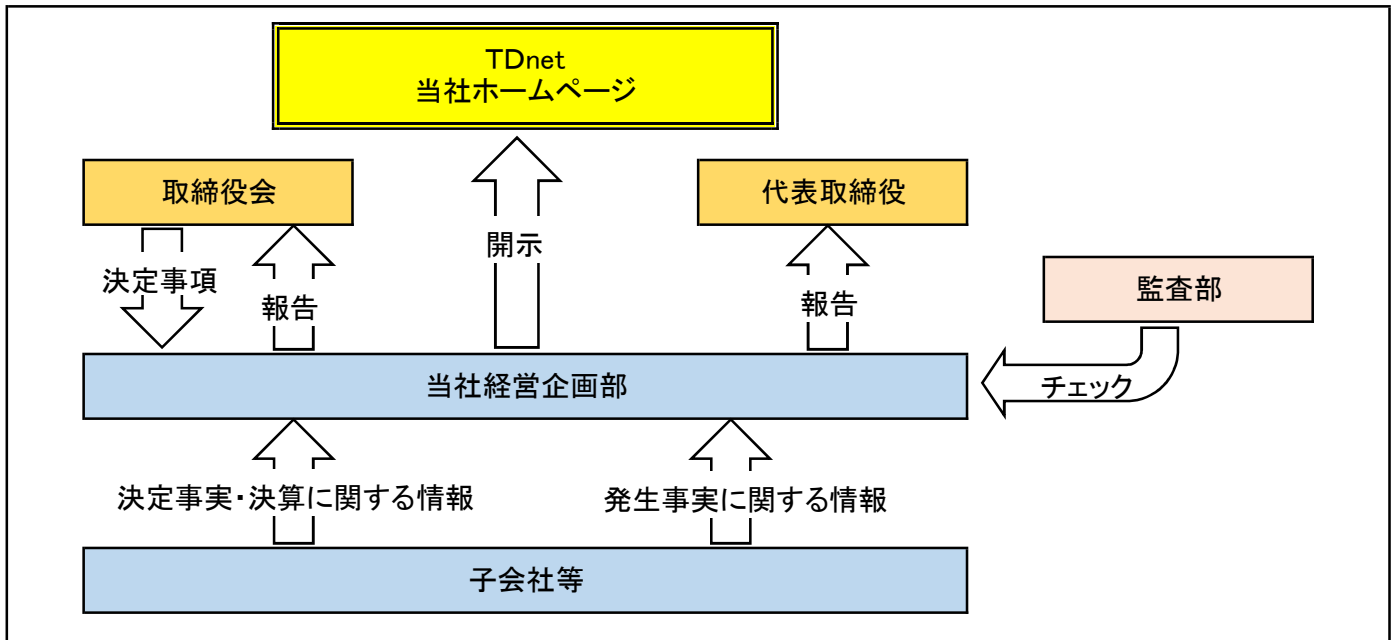 TDnet
当社ホームページ
取締役会
代表取締役
開示
決定事項
報告
報告
監査部
当社経営企画部
チェック
決定事実・決算に関する情報
発生事実に関する情報
子会社等